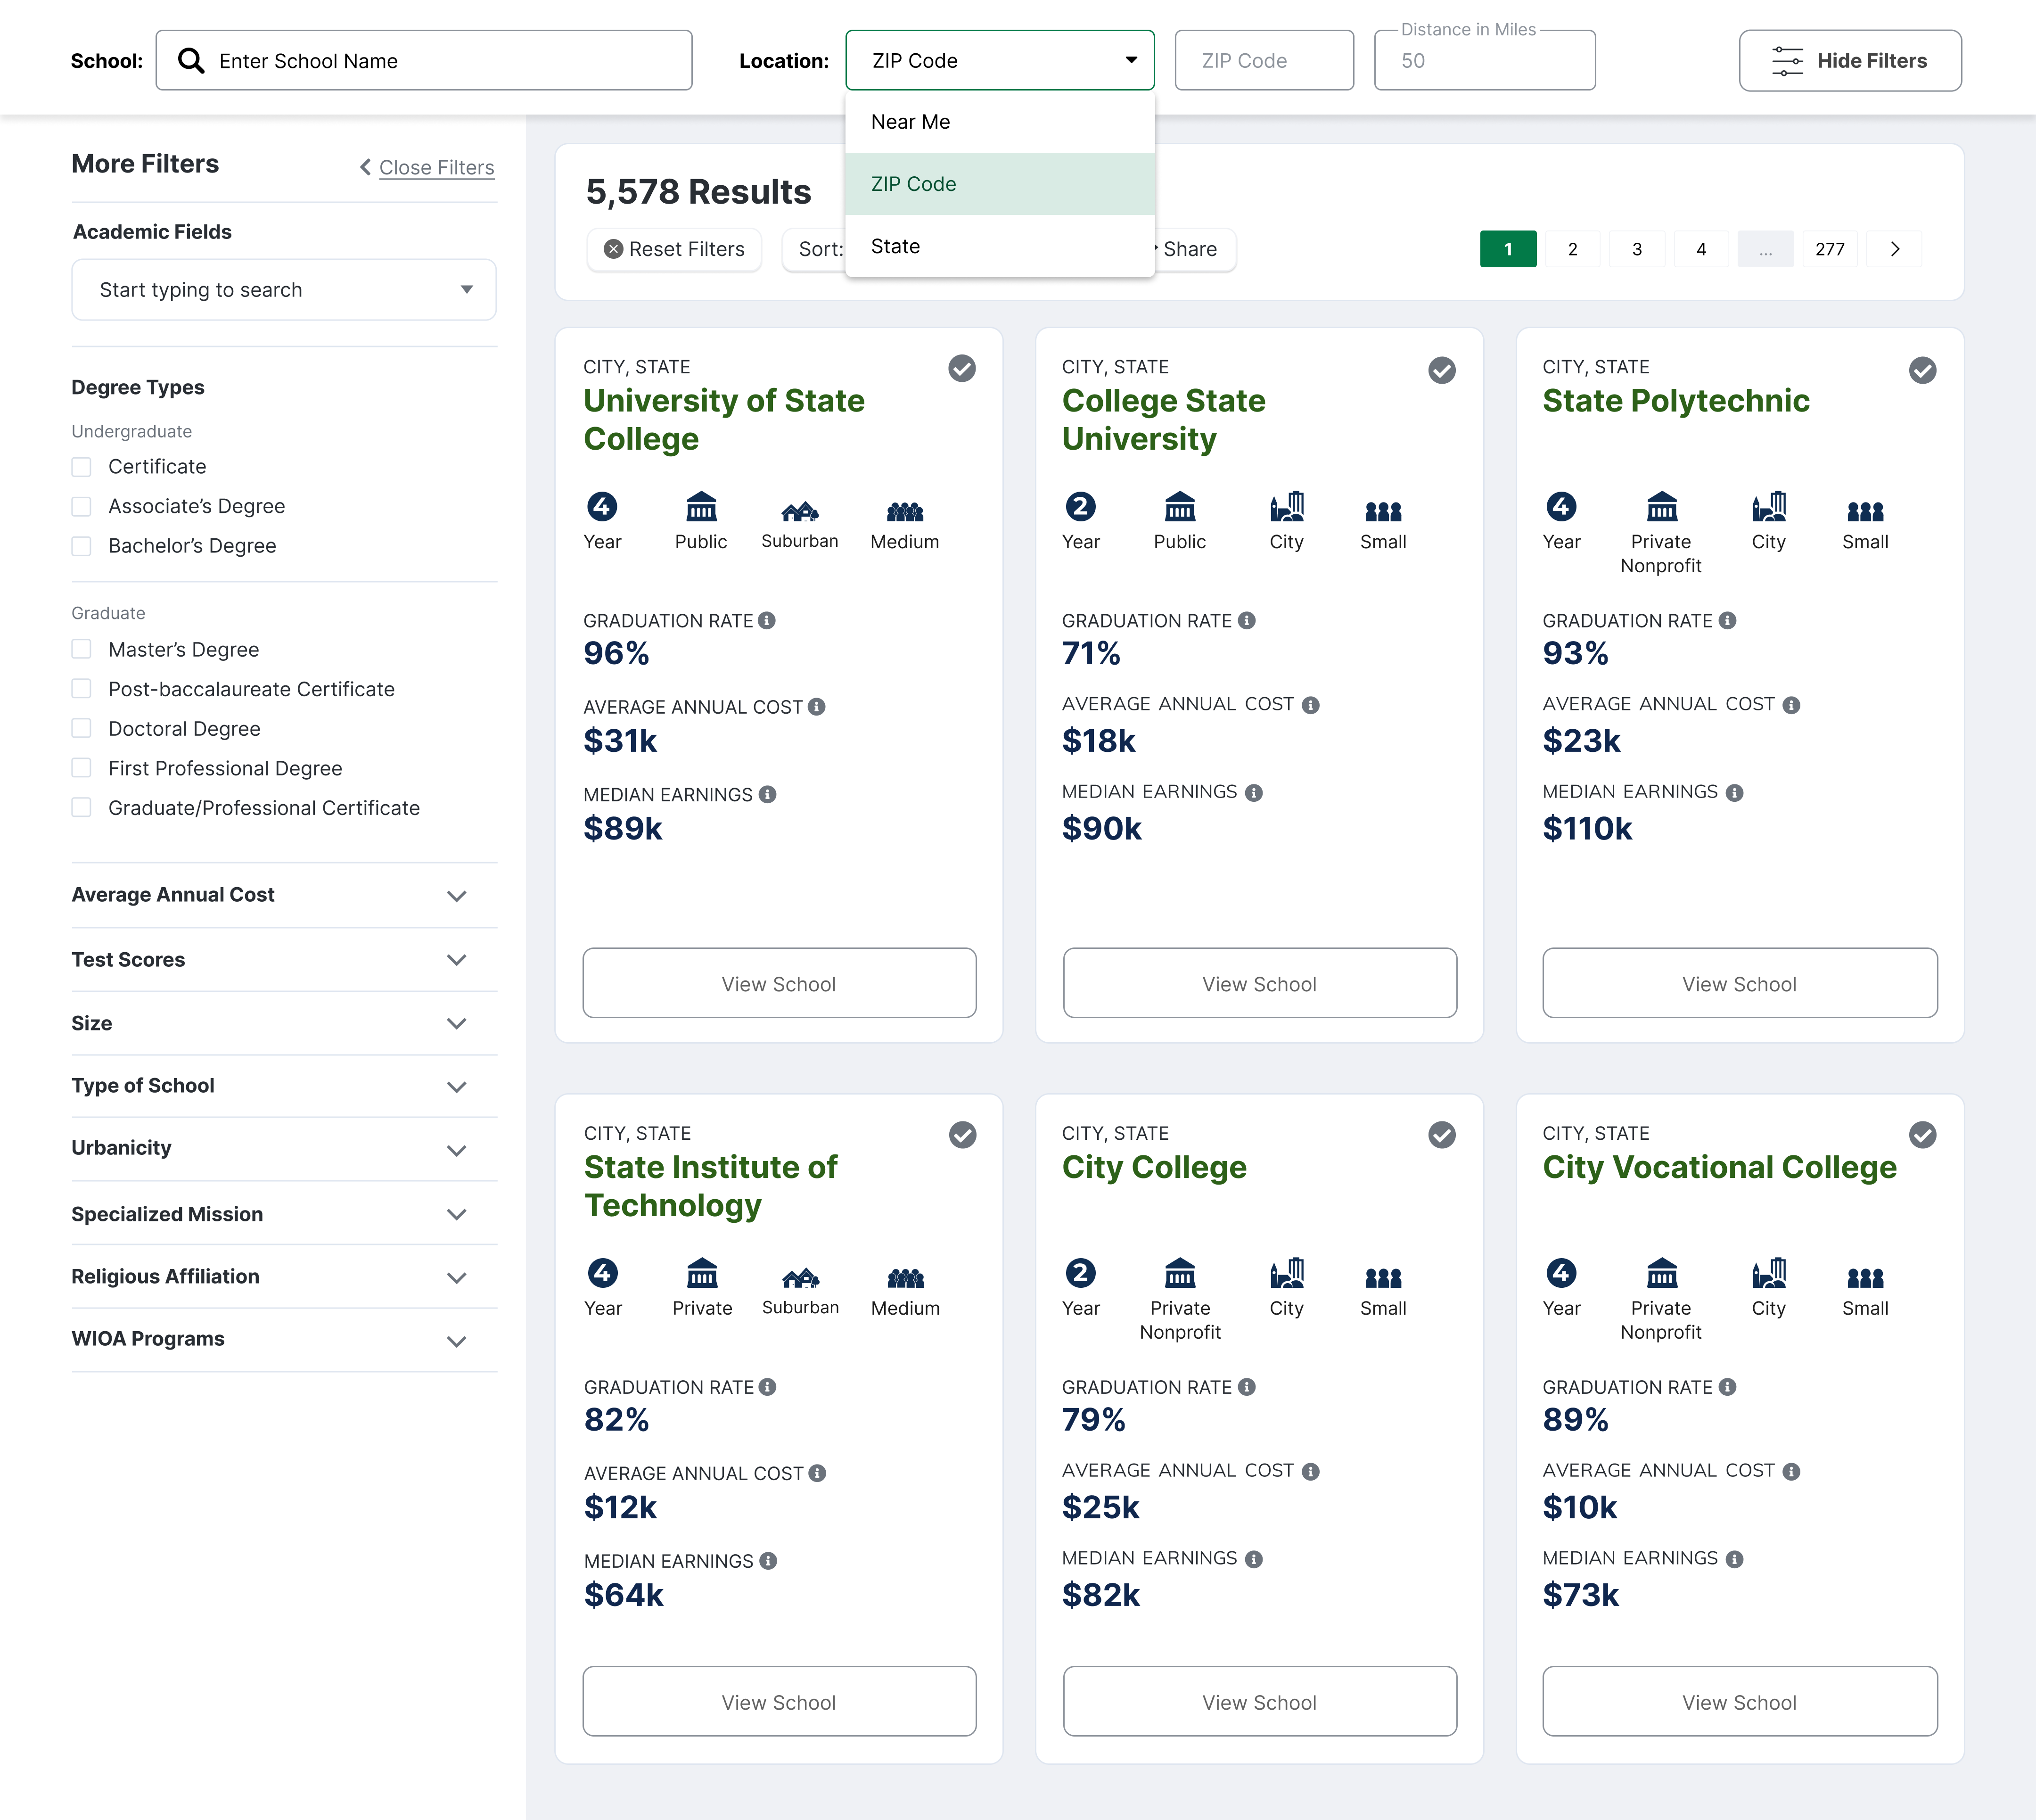 School:
Enter School Name
Location:
ZIP Code
ZIP Code
Distance in Miles
50
Hide Filters
Near Me
ZIP Code
State
More Filters
Close Filters
Academic Fields
Start typing to search
Degree Types
Undergraduate
Certificate
Associate’s Degree
Bachelor’s Degree
Graduate
Master’s Degree
Post-baccalaureate Certificate
Doctoral Degree
First Professional Degree
Graduate/Professional Certificate
Average Annual Cost
Test Scores
Size
Type of School
Urbanicity
Specialized Mission
Religious Affiliation
WIOA Programs
5,578 Results
Reset Filters
Sort:
Share
1 2 3 4 ... 277
CITY, STATE
University of State
College
4
Year Public Suburban Medium
GRADUATION RATE
96%
AVERAGE ANNUAL COST
$31k
MEDIAN EARNINGS
$89k
View School
CITY, STATE
College State
University
2
Year Public City Small
GRADUATION RATE
71%
AVERAGE ANNUAL COST
$18k
MEDIAN EARNINGS
$90k
View School
CITY, STATE
State Polytechnic
4
Year Private City Small
Nonprofit
GRADUATION RATE
93%
AVERAGE ANNUAL COST
$23k
MEDIAN EARNINGS
$110k
View School
CITY, STATE
State Institute of
Technology
4
Year Private Suburban Medium
GRADUATION RATE
82%
AVERAGE ANNUAL COST
$12k
MEDIAN EARNINGS
$64k
View School
CITY, STATE
City College
2
Year Private City Small
Nonprofit
GRADUATION RATE
79%
AVERAGE ANNUAL COST
$25k
MEDIAN EARNINGS
$82k
View School
CITY, STATE
City Vocational College
4
Year Private City Small
Nonprofit
GRADUATION RATE
89%
AVERAGE ANNUAL COST
$10k
MEDIAN EARNINGS
$73k
View School